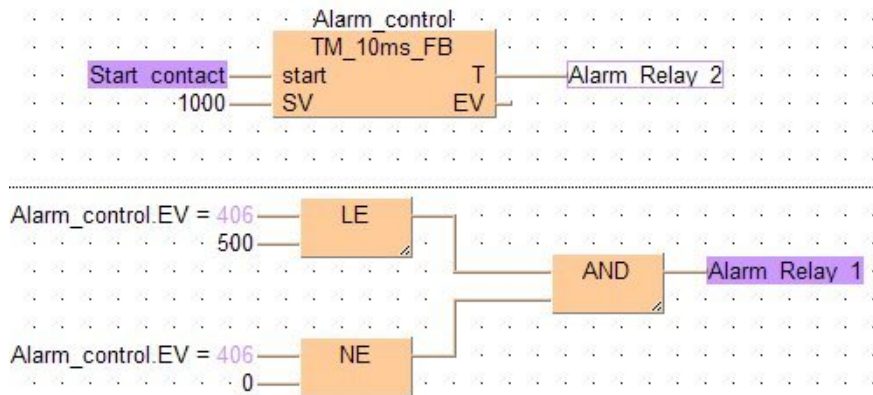 Alarm_control
TM_10ms_FB
Start contact start T Alarm Relay 2
1000 SV EV
Alarm_control.EV = 406 LE
500
AND Alarm Relay 1
Alarm_control.EV = 406 NE
0